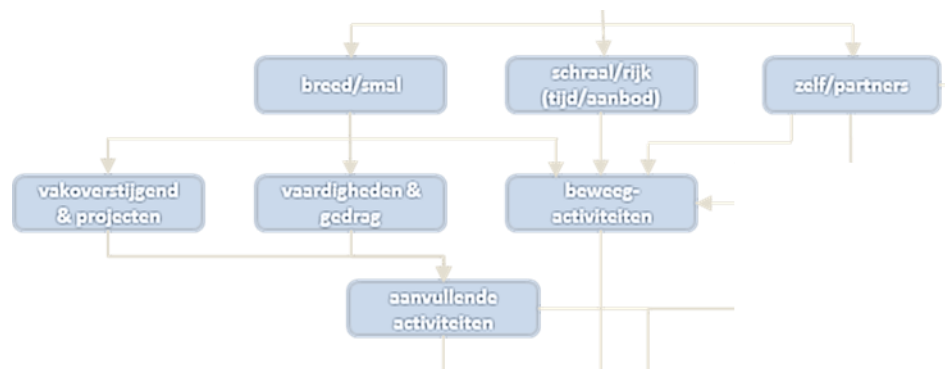 breed/smal
schraal/rijk
(tijd/aanbod)
zelf/partners
vakoverstijgend
& projecten
vaardigheden &
gedrag
beweeg-
activiteiten
aanvullende
activiteiten